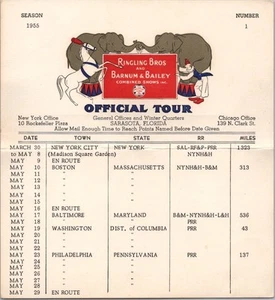 SEASON NUMBER
1955 1
RINGLING BROS
AND
BARNUM & BAILEY
COMBINED SHOWS, INC.
OFFICIAL TOUR
New York Office General Offices and Winter Quarters Chicago Office
10 Rockefeller Plaza SARASOTA, FLORIDA 139 N. Clark St.
Allow Mail Enough Time to Reach Points Named Before Date Given
DATE TOWN STATE RR MILES
MARCH 30 NEW YORK CITY NEW YORK SAL-RF&P-PRR 1323
to MAY 8 (Madison Square Garden) NYNH&H
MAY 9 EN ROUTE
MAY 10 BOSTON MASSACHUSETTS NYNH&H-B&M 313
MAY 11 "
MAY 12 "
MAY 13 "
MAY 14 "
MAY 15 "
MAY 16 EN ROUTE
MAY 17 BALTIMORE MARYLAND B&M-NYNH&H-L&H 536
MAY 18 " PRR
MAY 19 WASHINGTON DIST. of COLUMBIA PRR 43
MAY 20 "
MAY 21 "
MAY 22 "
MAY 23 PHILADELPHIA PENNSYLVANIA PRR 137
MAY 24 "
MAY 25 "
MAY 26 "
MAY 27 "
MAY 28 "
MAY EN ROUTE